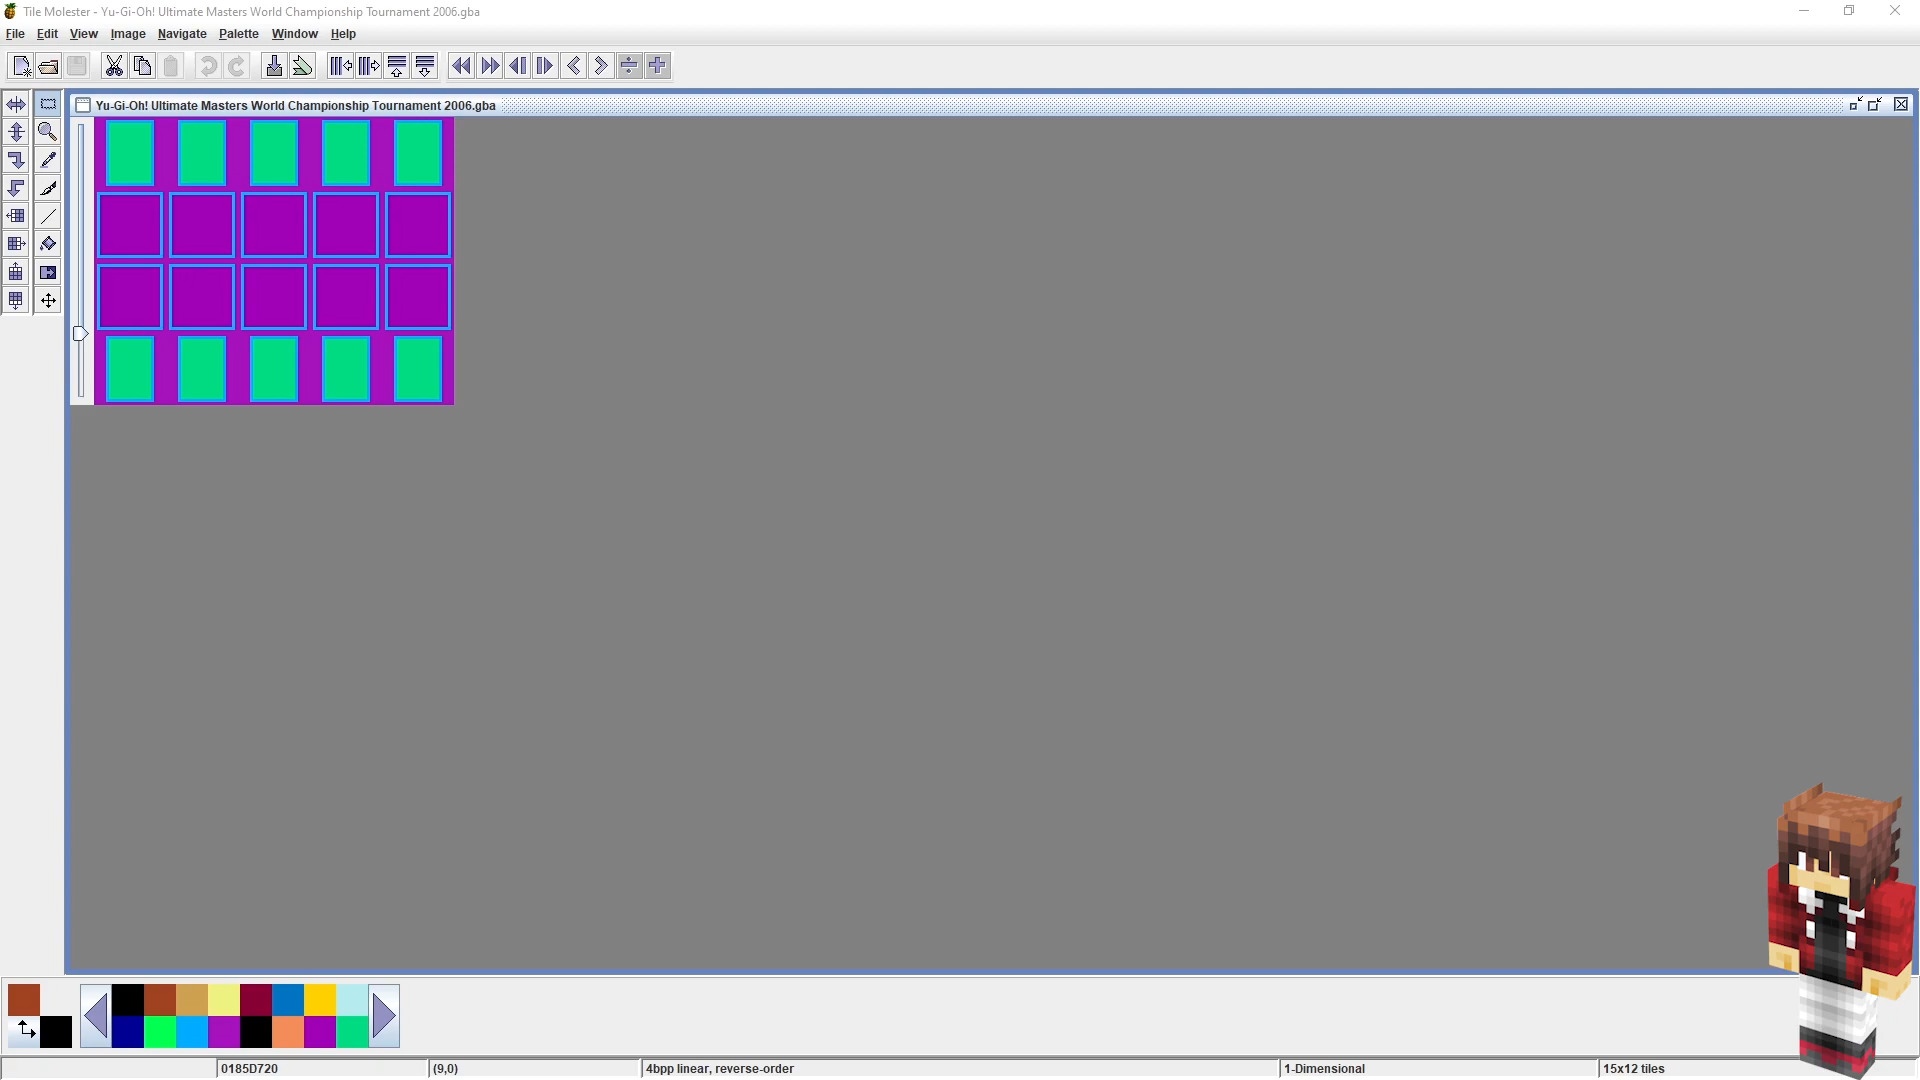 Tile Molester - Yu-Gi-Oh! Ultimate Masters World Championship Tournament 2006.gba
File Edit View Image Navigate Palette Window Help
Yu-Gi-Oh! Ultimate Masters World Championship Tournament 2006.gba
0185D720 (9,0) 4bpp linear, reverse-order 1-Dimensional 15x12 tiles